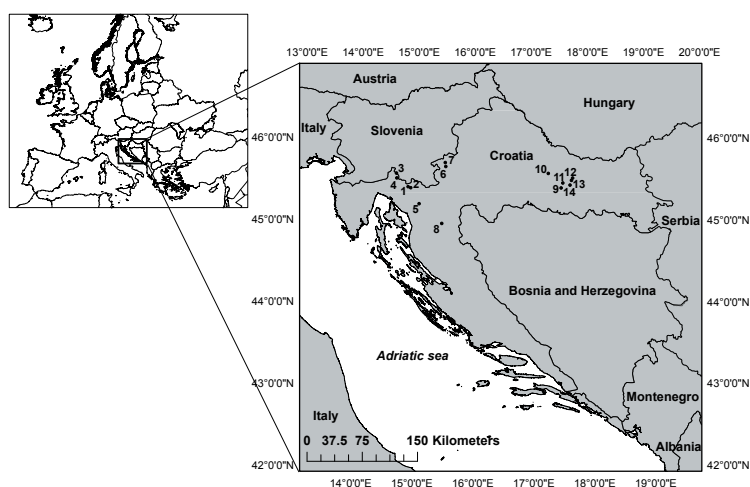 13°0'0"E 14°0'0"E 15°0'0"E 16°0'0"E 17°0'0"E 18°0'0"E 19°0'0"E 20°0'0"E
Austria
Hungary
46°0'0"N
Italy
Slovenia
Croatia
46°0'0"N
7
6
3
4
2
1
5
8
10
12
11
13
9
14
45°0'0"N
Serbia
45°0'0"N
Bosnia and Herzegovina
44°0'0"N
44°0'0"N
Adriatic sea
43°0'0"N
43°0'0"N
Montenegro
Italy
0 37.5 75 150 Kilometers
Albania
42°0'0"N
42°0'0"N
14°0'0"E 15°0'0"E 16°0'0"E 17°0'0"E 18°0'0"E 19°0'0"E